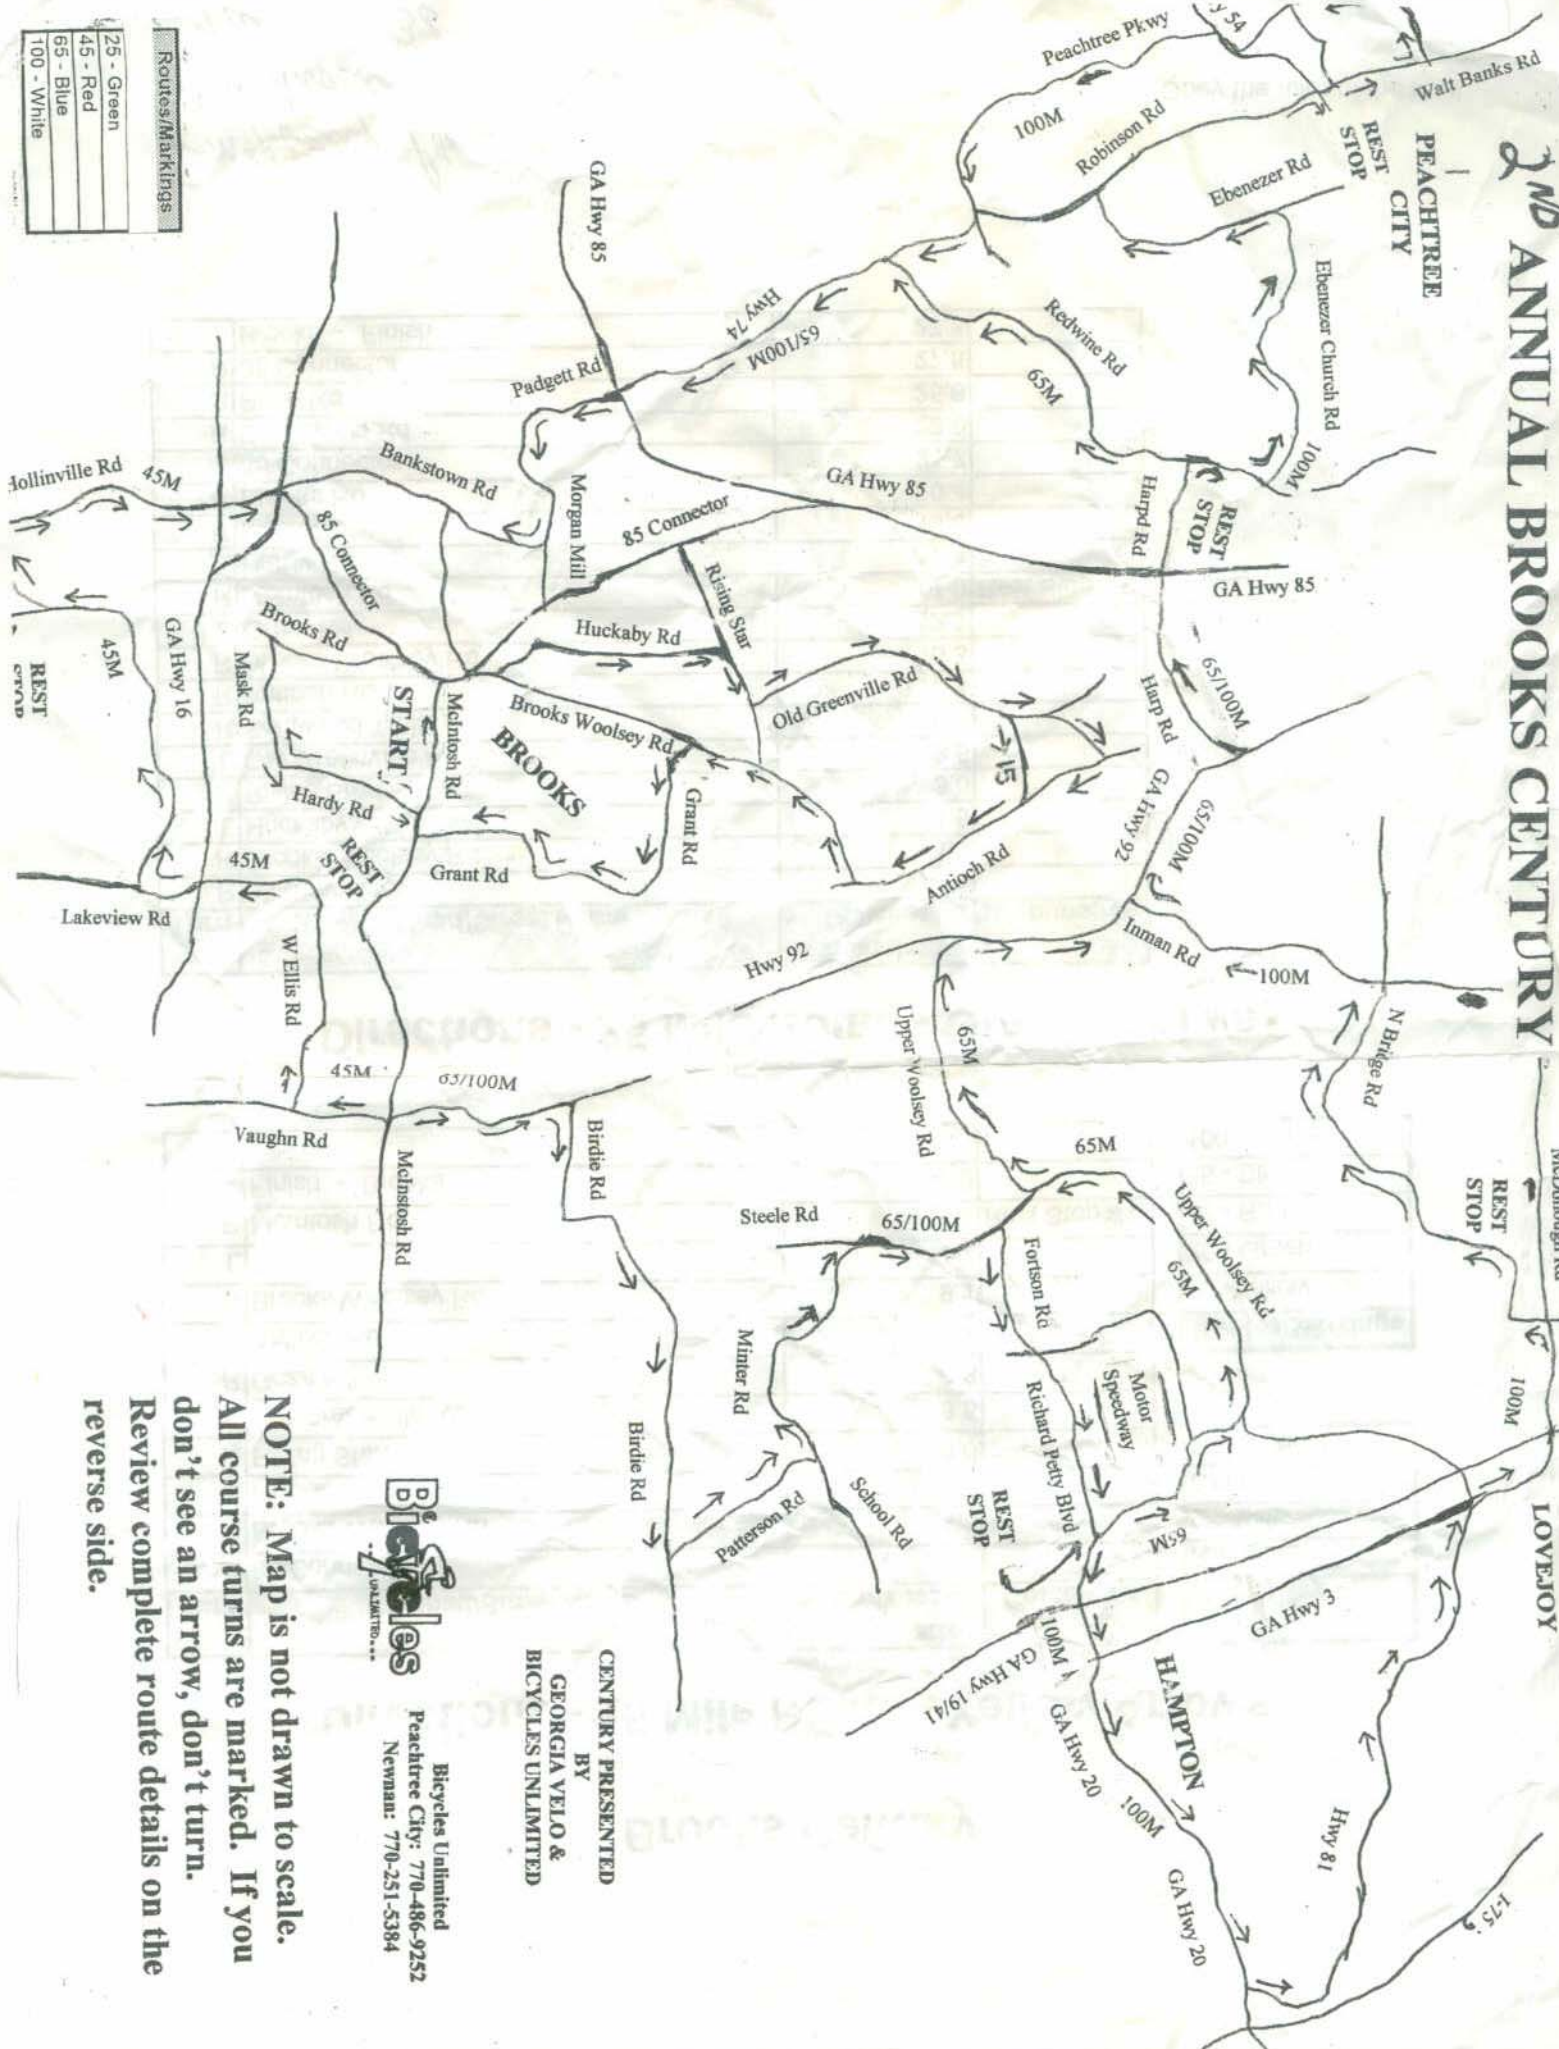 2ND ANNUAL BROOKS CENTURY
Routes/Markings
25 - Green
45 - Red
65 - Blue
100 - White
PEACHTREE
CITY
REST
STOP
Walt Banks Rd
Peachtree Pkwy
100M
Robinson Rd
Ebenezer Rd
Ebenezer Church Rd
100M
Redwine Rd
65M
Hwy 74
65/100M
GA Hwy 85
Padgett Rd
Morgan Mill
Bankstown Rd
85 Connector
GA Hwy 85
Harpd Rd
REST
STOP
GA Hwy 85
45M
85 Connector
Brooks Rd
Mask Rd
GA Hwy 16
45M
REST
Huckaby Rd
Rising Star
Old Greenville Rd
15
Harp Rd
65/100M
GA Hwy 92
65/100M
START
McIntosh Rd
BROOKS
Brooks Woolsey Rd
Grant Rd
Grant Rd
Hardy Rd
REST
STOP
Antioch Rd
45M
Lakeview Rd
W Ellis Rd
Hwy 92
Inman Rd
100M
N Bridge Rd
45M
65/100M
Vaughn Rd
McInstosh Rd
Birdie Rd
Birdie Rd
Upper Woolsey Rd
65M
65M
Upper Woolsey Rd
65M
REST
STOP
100M
LOVEJOY
Steele Rd
65/100M
Fortson Rd
Motor
Speedway
Richard Petty Blvd
Minter Rd
Patterson Rd
School Rd
REST
STOP
65M
GA Hwy 3
GA Hwy 19/41
100M
HAMPTON
GA Hwy 20
100M
GA Hwy 20
Hwy 81
I-75
CENTURY PRESENTED
BY
GEORGIA VELO &
BICYCLES UNLIMITED
Bicycles
UNLIMITED
Bicycles Unlimited
Peachtree City: 770-486-9252
Newnan: 770-251-5384
NOTE: Map is not drawn to scale.
All course turns are marked. If you
don't see an arrow, don't turn.
Review complete route details on the
reverse side.